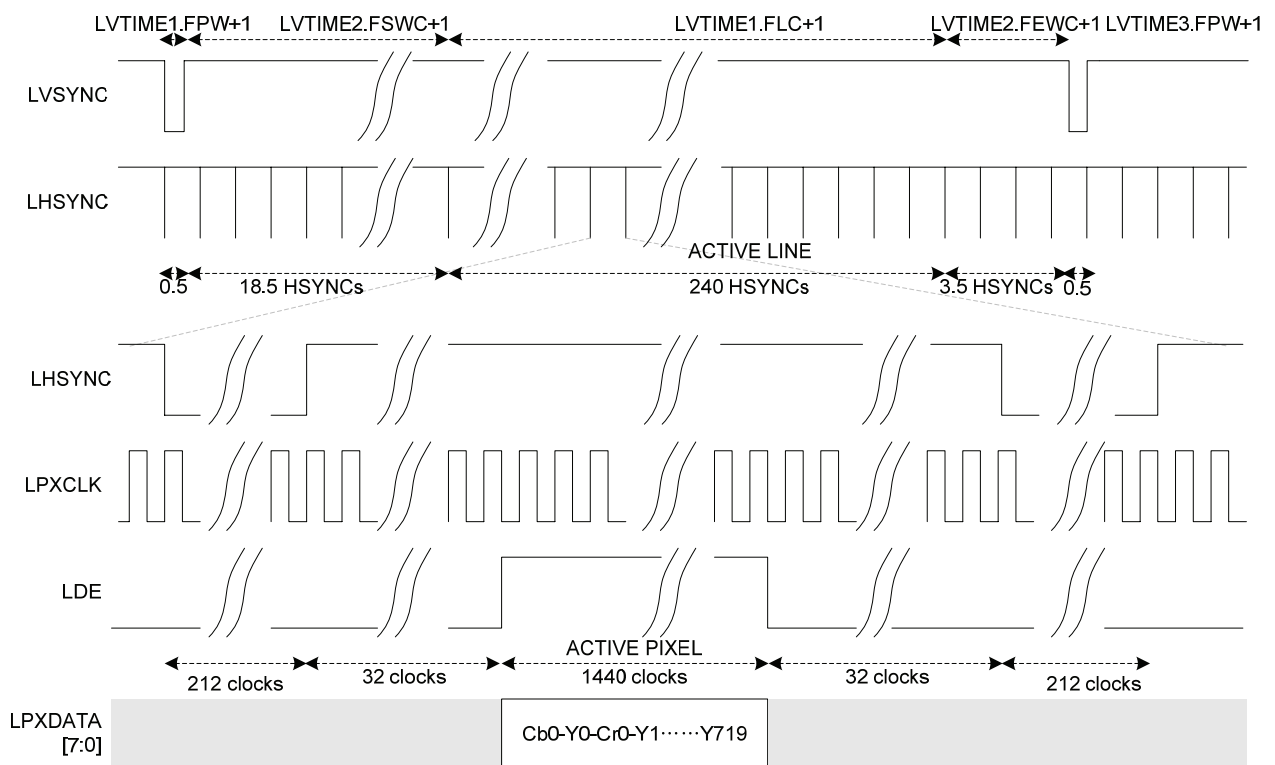 LVTIME1.FPW+1 LVTIME2.FSWC+1 LVTIME1.FLC+1 LVTIME2.FEWC+1 LVTIME3.FPW+1
LVSYNC
LHSYNC
ACTIVE LINE
0.5 18.5 HSYNCs 240 HSYNCs 3.5 HSYNCs 0.5
LHSYNC
LPXCLK
LDE
ACTIVE PIXEL
212 clocks 32 clocks 1440 clocks 32 clocks 212 clocks
LPXDATA
[7:0]
Cb0-Y0-Cr0-Y1⋯⋯Y719